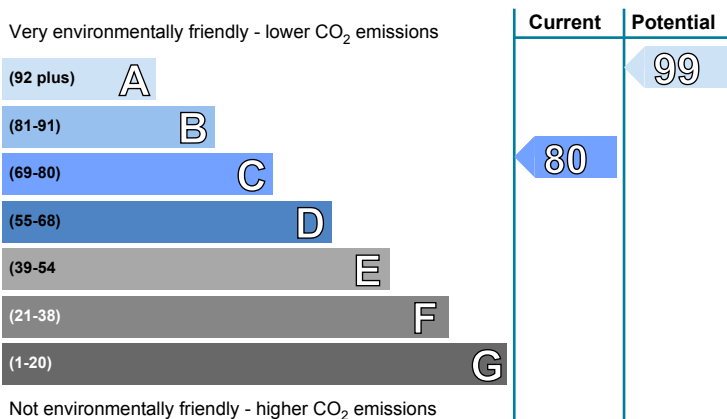 Current Potential
Very environmentally friendly - lower CO2 emissions
(92 plus) A 99
(81-91) B
(69-80) C 80
(55-68) D
(39-54 E
(21-38) F
(1-20) G
Not environmentally friendly - higher CO2 emissions